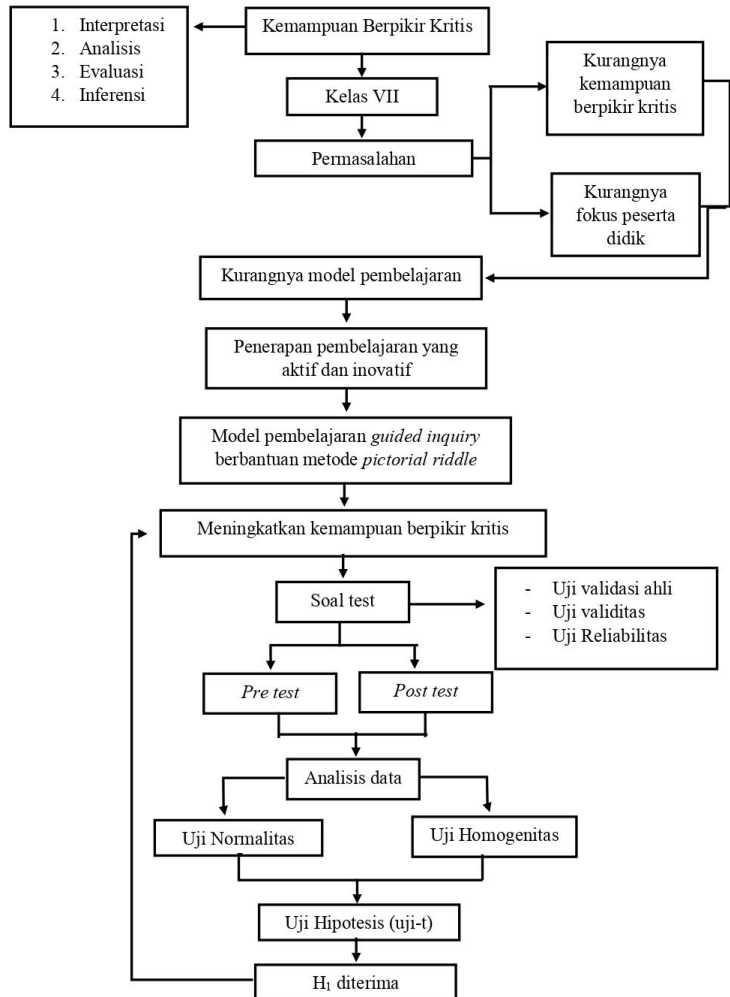 1. Interpretasi
2. Analisis
3. Evaluasi
4. Inferensi
Kemampuan Berpikir Kritis
Kelas VII
Permasalahan
Kurangnya
kemampuan
berpikir kritis
Kurangnya
fokus peserta
didik
Kurangnya model pembelajaran
Penerapan pembelajaran yang
aktif dan inovatif
Model pembelajaran guided inquiry
berbantuan metode pictorial riddle
Meningkatkan kemampuan berpikir kritis
Soal test
- Uji validasi ahli
- Uji validitas
- Uji Reliabilitas
Pre test
Post test
Analisis data
Uji Normalitas
Uji Homogenitas
Uji Hipotesis (uji-t)
H₁ diterima